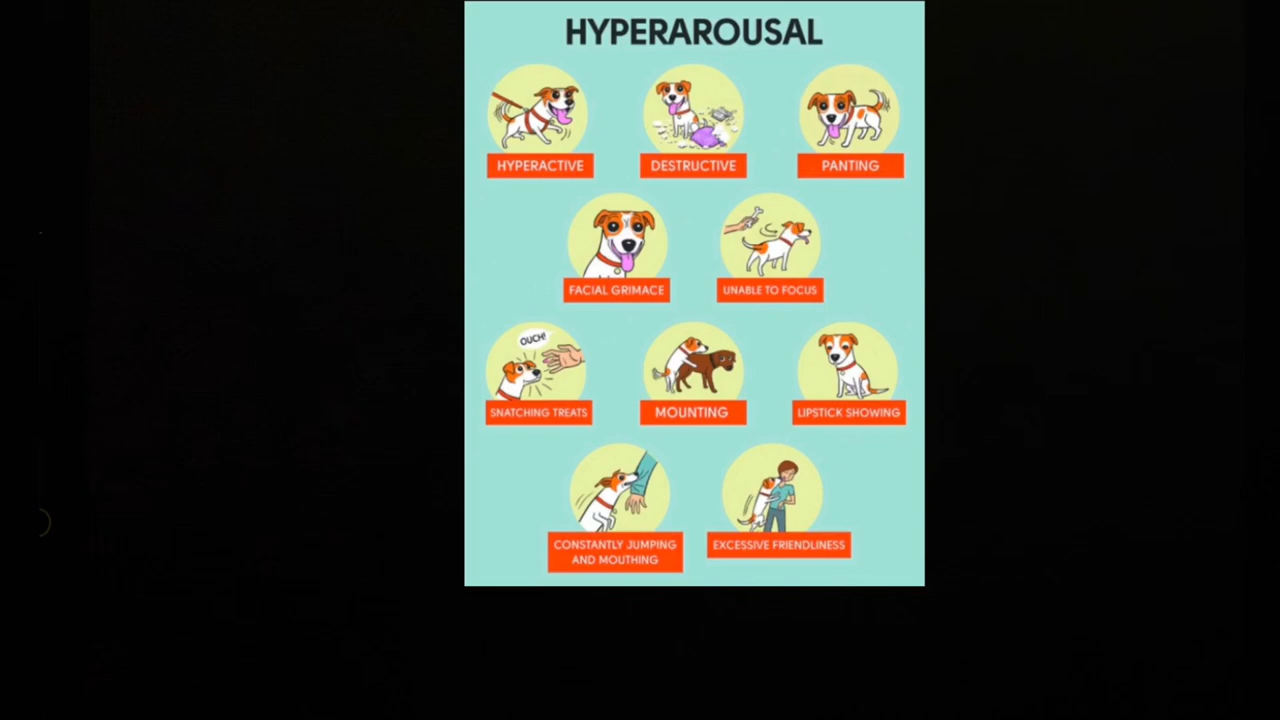 HYPERAROUSAL
HYPERACTIVE
DESTRUCTIVE
PANTING
FACIAL GRIMACE
UNABLE TO FOCUS
OUCH!
SNATCHING TREATS
MOUNTING
LIPSTICK SHOWING
CONSTANTLY JUMPING
AND MOUTHING
EXCESSIVE FRIENDLINESS